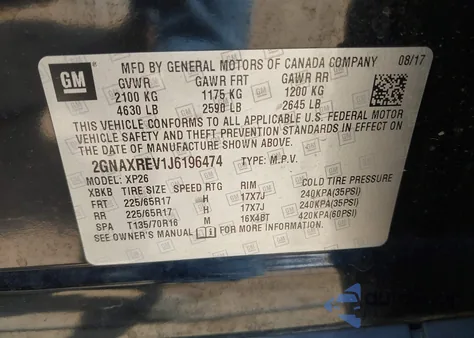 GM
MFD BY GENERAL MOTORS OF CANADA COMPANY 08/17
GVWR GAWR FRT GAWR RR
2100 KG 1175 KG 1200 KG
4630 LB 2590 LB 2645 LB
THIS VEHICLE CONFORMS TO ALL APPLICABLE U.S. FEDERAL MOTOR
VEHICLE SAFETY AND THEFT PREVENTION STANDARDS IN EFFECT
ON THE DATE OF MANUFACTURE SHOWN ABOVE.
2GNAXREV1J6196474 TYPE: M.P.V.
MODEL: XP26
XBKB TIRE SIZE SPEED RTG RIM COLD TIRE PRESSURE
FRT 225/65R17 H 17X7J 240KPA(35PSI)
RR 225/65R17 H 17X7J 240KPA(35PSI)
SPA T135/70R16 M 16X4BT 420KPA(60PSI)
SEE OWNER'S MANUAL FOR MORE INFORMATION.